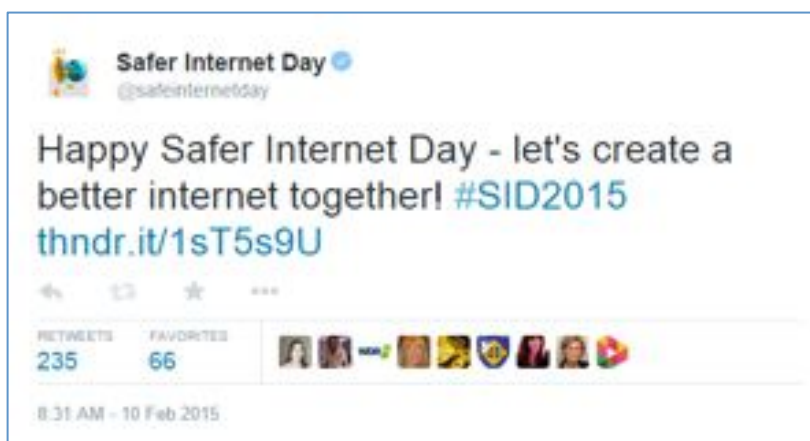 Safer Internet Day
@safeinternetday
Happy Safer Internet Day - let's create a
better internet together! #SID2015
thndr.it/1sT5s9U
RETWEETS FAVORITES
235 66
8:31 AM - 10 Feb 2015